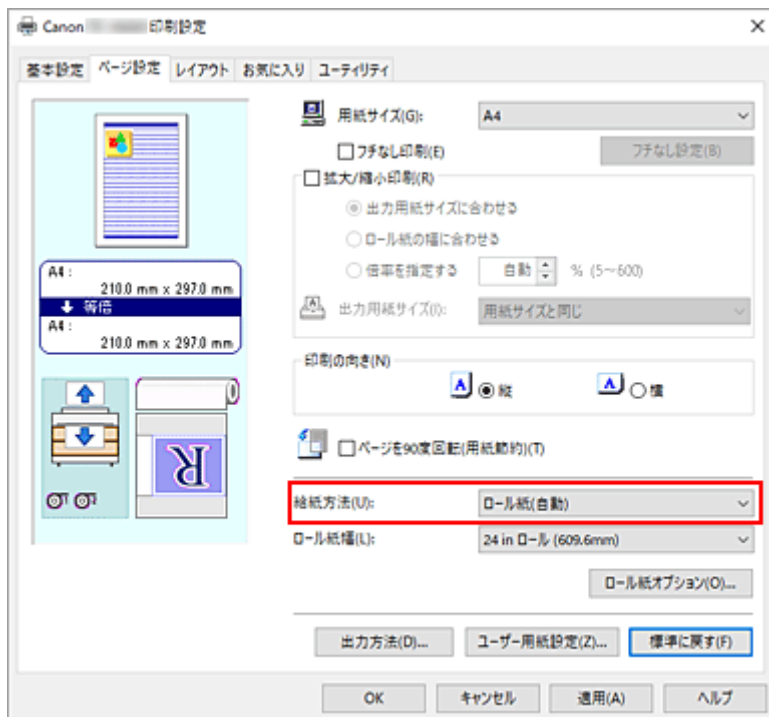 Canon 印刷設定
基本設定 ページ設定 レイアウト お気に入り ユーティリティ
用紙サイズ(G): A4
フチなし印刷(E) フチなし設定(B)
拡大/縮小印刷(R)
出力用紙サイズに合わせる
ロール紙の幅に合わせる
倍率を指定する 自動 % (5～600)
出力用紙サイズ(I): 用紙サイズと同じ
A4 :
210.0 mm x 297.0 mm
等倍
A4 :
210.0 mm x 297.0 mm
印刷の向き(N)
A 縦 A 横
R
ページを90度回転(用紙節約)(T)
給紙方法(U): ロール紙(自動)
ロール紙幅(L): 24 in ロール (609.6mm)
ロール紙オプション(O)...
出力方法(D)... ユーザー用紙設定(Z)... 標準に戻す(F)
OK キャンセル 適用(A) ヘルプ